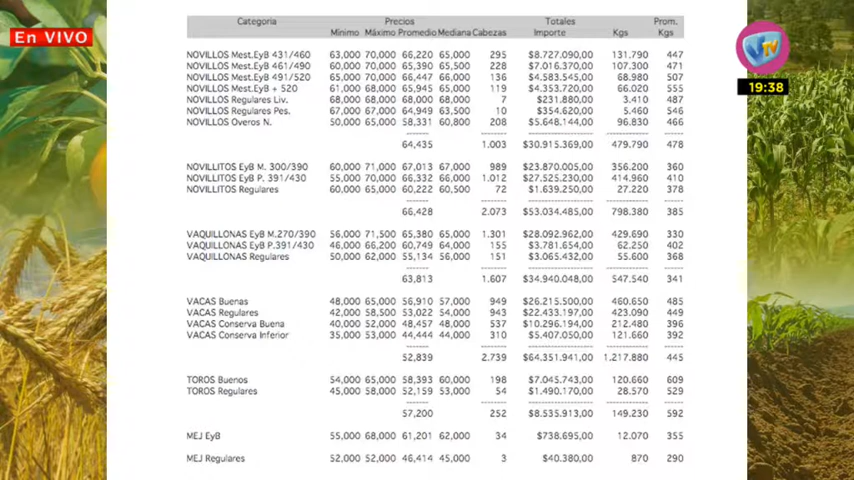 Categoria Precios Totales Prom.
Mínimo Máximo Promedio Mediana Cabezas Importe Kgs Kgs
En VIVO
VTV
19:38
NOVILLOS Mest.EyB 431/460 63,000 70,000 66,220 65,000 295 $8.727.090,00 131.790 447
NOVILLOS Mest.EyB 461/490 60,000 70,000 65,390 65,500 228 $7.016.370,00 107.300 471
NOVILLOS Mest.EyB 491/520 65,000 70,000 66,447 66,000 136 $4.583.545,00 68.980 507
NOVILLOS Mest.EyB + 520 61,000 68,000 65,945 65,000 119 $4.353.720,00 66.020 555
NOVILLOS Regulares Liv. 68,000 68,000 68,000 68,000 7 $231.880,00 3.410 487
NOVILLOS Regulares Pes. 67,000 67,000 64,949 63,500 10 $354.620,00 5.460 546
NOVILLOS Overos N. 50,000 65,000 58,331 60,800 208 $5.648.144,00 96.830 466
64,435 1.003 $30.915.369,00 479.790 478
NOVILLITOS EyB M. 300/390 60,000 71,000 67,013 67,000 989 $23.870.005,00 356.200 360
NOVILLITOS EyB P. 391/430 55,000 70,000 66,332 66,000 1.012 $27.525.230,00 414.960 410
NOVILLITOS Regulares 60,000 65,000 60,222 60,500 72 $1.639.250,00 27.220 378
66,428 2.073 $53.034.485,00 798.380 385
VAQUILLONAS EyB M.270/390 56,000 71,500 65,380 65,000 1.301 $28.092.962,00 429.690 330
VAQUILLONAS EyB P.391/430 46,000 66,200 60,749 64,000 155 $3.781.654,00 62.250 402
VAQUILLONAS Regulares 50,000 62,000 55,134 56,000 151 $3.065.432,00 55.600 368
63,813 1.607 $34.940.048,00 547.540 341
VACAS Buenas 48,000 65,000 56,910 57,000 949 $26.215.500,00 460.650 485
VACAS Regulares 42,000 58,500 53,022 54,000 943 $22.433.197,00 423.090 449
VACAS Conserva Buena 40,000 52,000 48,457 48,000 537 $10.296.194,00 212.480 396
VACAS Conserva Inferior 35,000 53,000 44,444 44,000 310 $5.407.050,00 121.660 392
52,839 2.739 $64.351.941,00 1.217.880 445
TOROS Buenos 54,000 65,000 58,393 60,000 198 $7.045.743,00 120.660 609
TOROS Regulares 45,000 58,000 52,159 53,000 54 $1.490.170,00 28.570 529
57,200 252 $8.535.913,00 149.230 592
MEJ EyB 55,000 68,000 61,201 62,000 34 $738.695,00 12.070 355
MEJ Regulares 52,000 52,000 46,414 45,000 3 $40.380,00 870 290